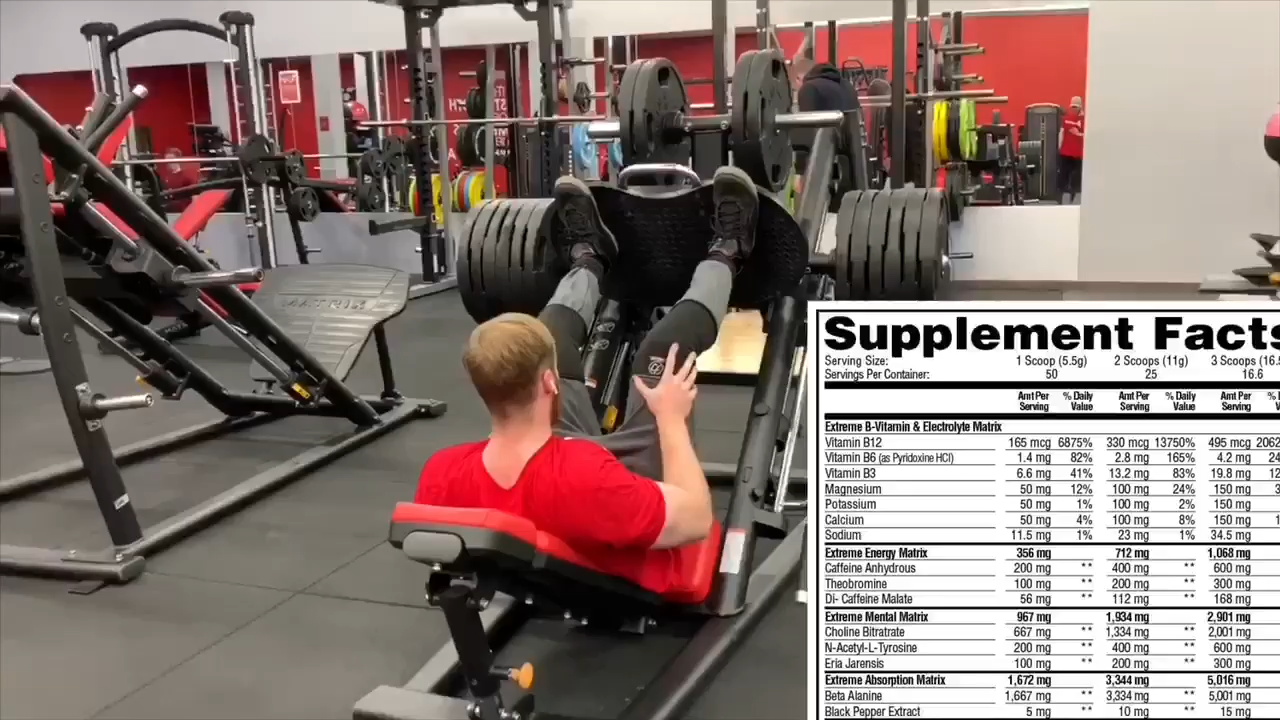 MATRIX
Supplement Facts
Serving Size: 1 Scoop (5.5g) 2 Scoops (11g) 3 Scoops (16.
Servings Per Container: 50 25 16.6
Amt Per Serving % Daily Value Amt Per Serving % Daily Value Amt Per Serving % D
Extreme B-Vitamin & Electrolyte Matrix
Vitamin B12 165 mcg 6875% 330 mcg 13750% 495 mcg 2062
Vitamin B6 (as Pyridoxine HCl) 1.4 mg 82% 2.8 mg 165% 4.2 mg 24
Vitamin B3 6.6 mg 41% 13.2 mg 83% 19.8 mg 12
Magnesium 50 mg 12% 100 mg 24% 150 mg 3
Potassium 50 mg 1% 100 mg 2% 150 mg
Calcium 50 mg 4% 100 mg 8% 150 mg 1
Sodium 11.5 mg 1% 23 mg 1% 34.5 mg
Extreme Energy Matrix 356 mg 712 mg 1,068 mg
Caffeine Anhydrous 200 mg ** 400 mg ** 600 mg
Theobromine 100 mg ** 200 mg ** 300 mg
Di- Caffeine Malate 56 mg ** 112 mg ** 168 mg
Extreme Mental Matrix 967 mg 1,934 mg 2,901 mg
Choline Bitratrate 667 mg ** 1,334 mg ** 2,001 mg
N-Acetyl-L-Tyrosine 200 mg ** 400 mg ** 600 mg
Eria Jarensis 100 mg ** 200 mg ** 300 mg
Extreme Absorption Matrix 1,672 mg 3,344 mg 5,016 mg
Beta Alanine 1,667 mg ** 3,334 mg ** 5,001 mg
Black Pepper Extract 5 mg ** 10 mg ** 15 mg